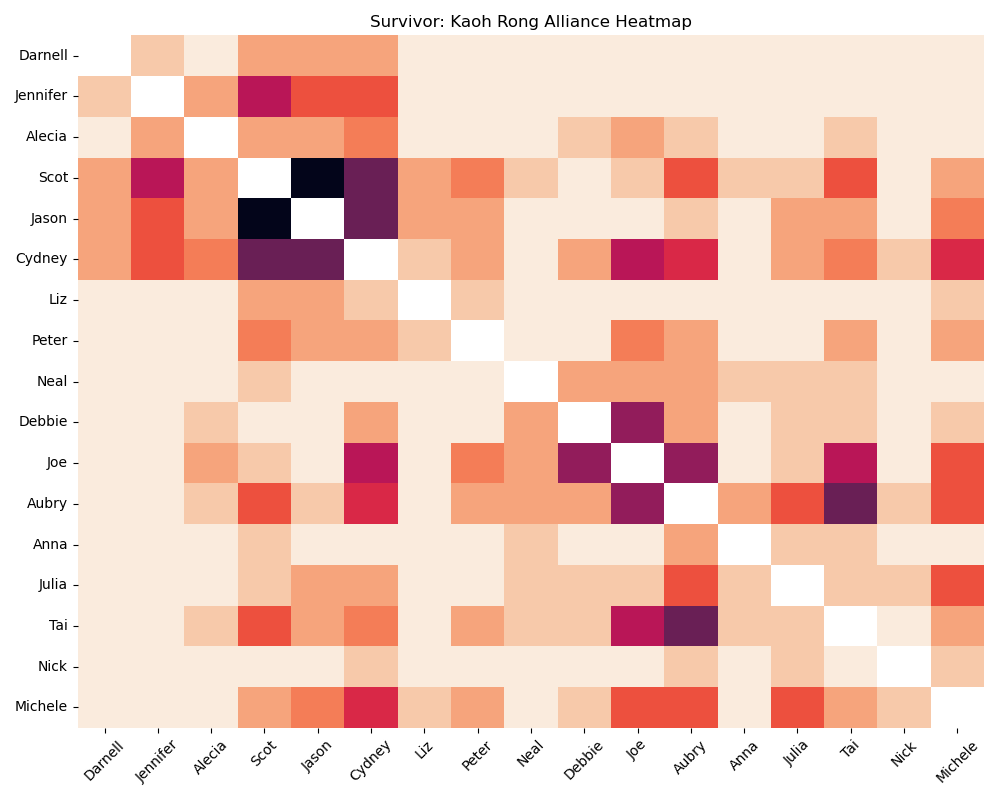 Survivor: Kaoh Rong Alliance Heatmap
Darnell
Jennifer
Alecia
Scot
Jason
Cydney
Liz
Peter
Neal
Debbie
Joe
Aubry
Anna
Julia
Tai
Nick
Michele
Darnell Jennifer Alecia Scot Jason Cydney Liz Peter Neal Debbie Joe Aubry Anna Julia Tai Nick Michele